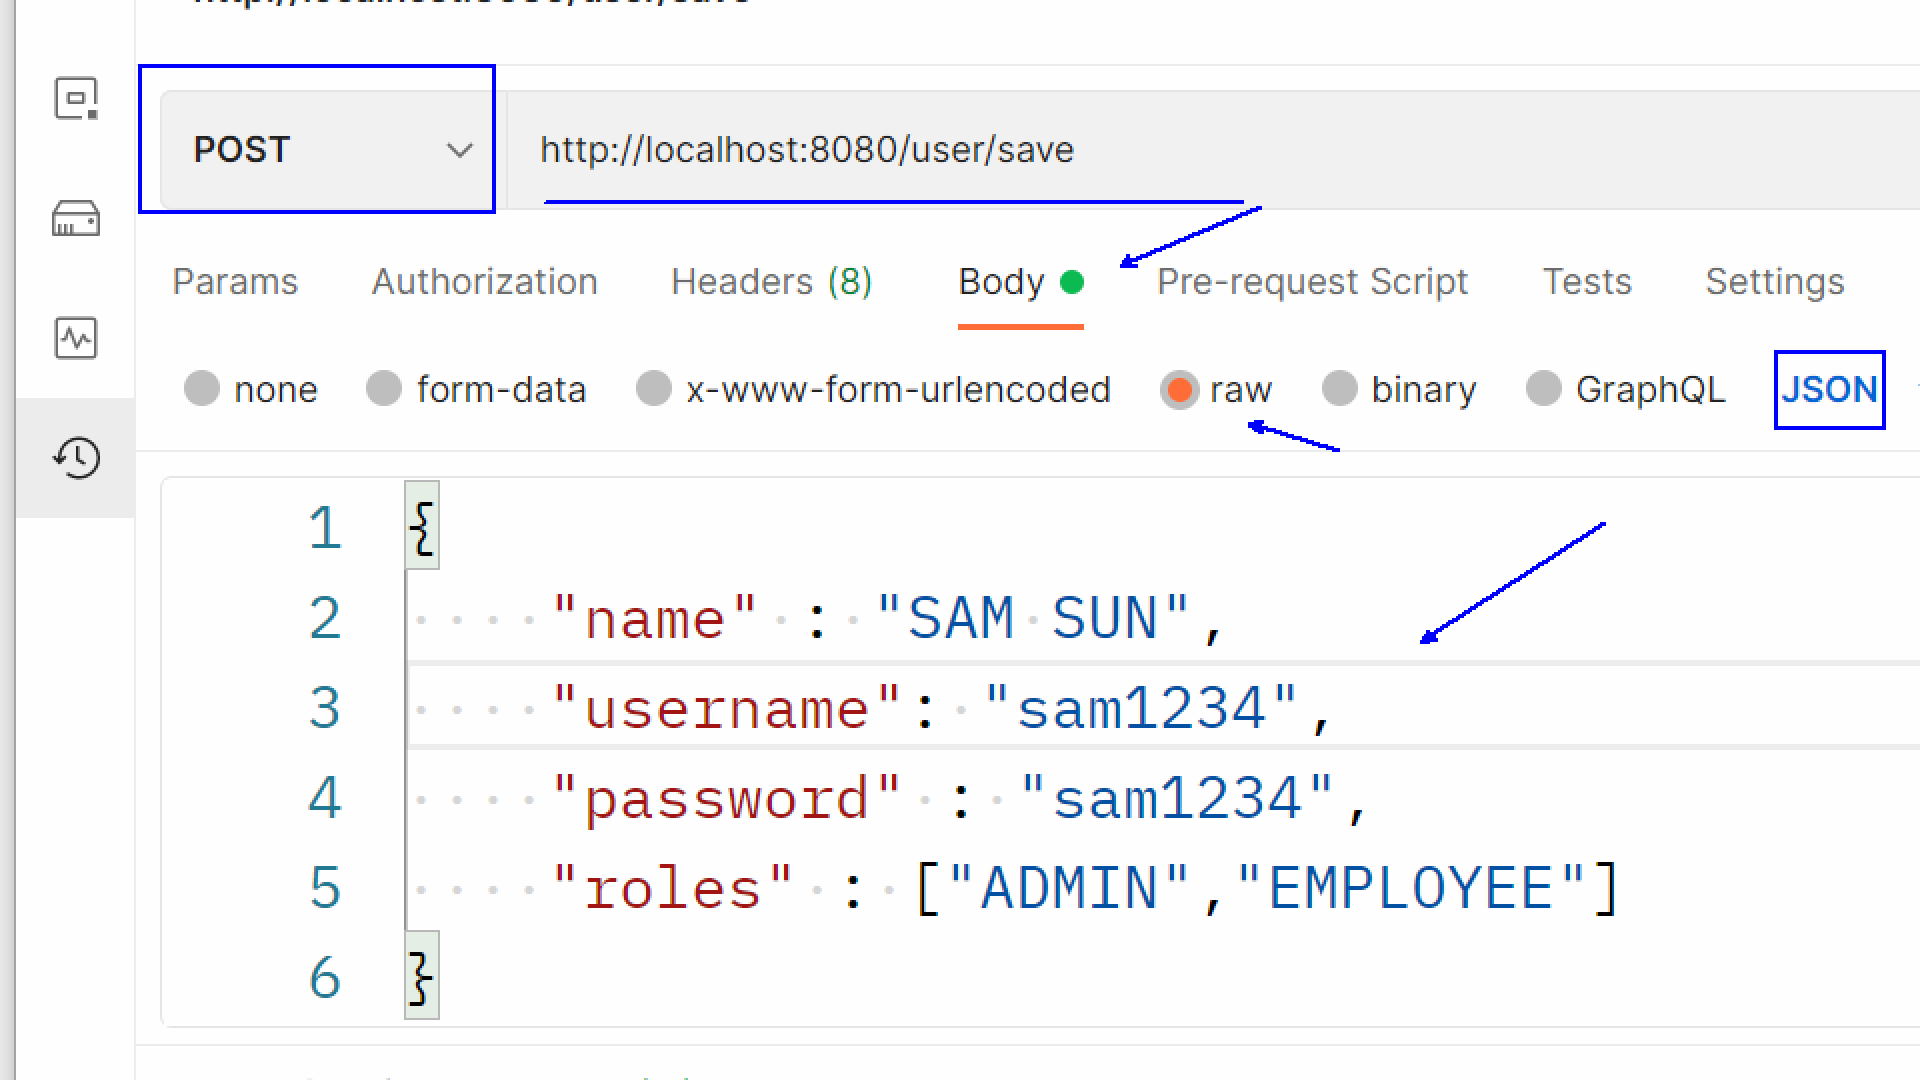 POST http://localhost:8080/user/save
Params Authorization Headers (8) Body Pre-request Script Tests Settings
none form-data x-www-form-urlencoded raw binary GraphQL JSON
1 {
2 "name" : "SAM SUN",
3 "username": "sam1234",
4 "password" : "sam1234",
5 "roles" : ["ADMIN","EMPLOYEE"]
6 }